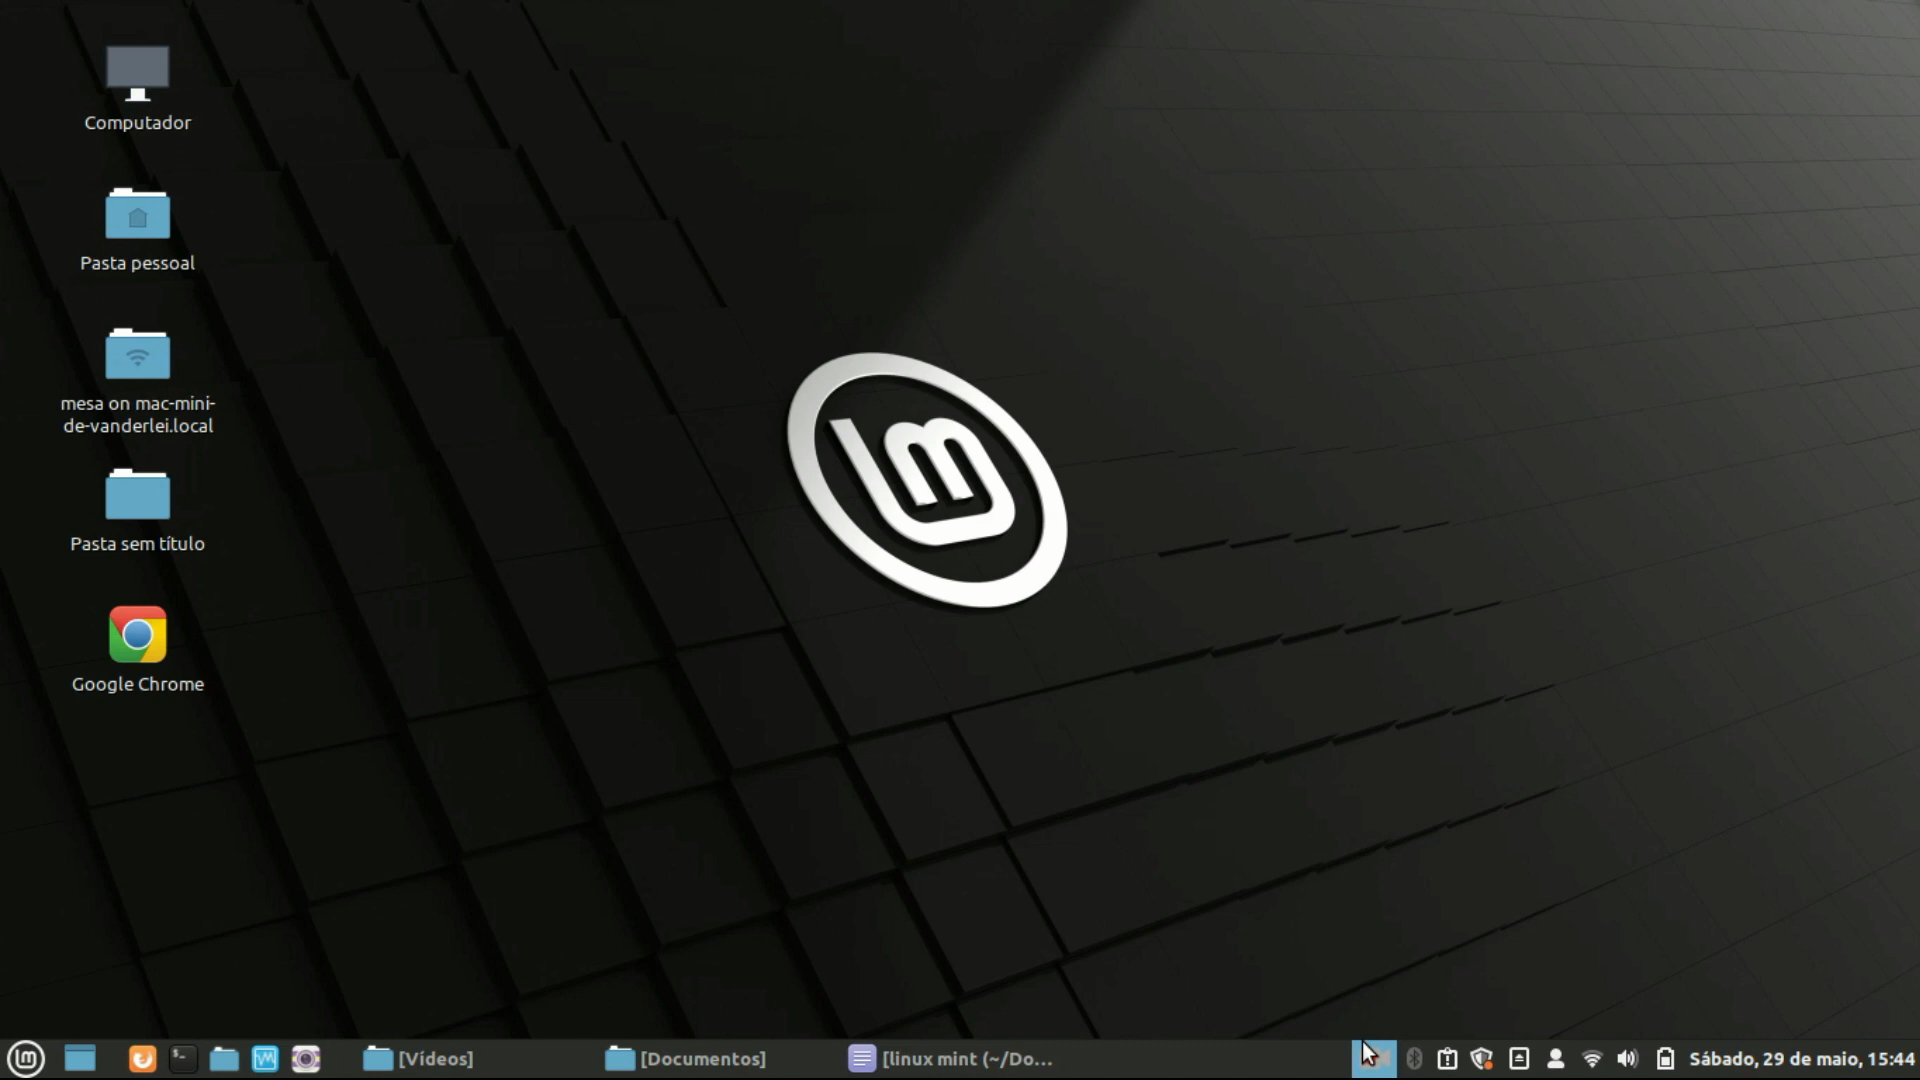 Computador
Pasta pessoal
mesa on mac-mini-
de-vanderlei.local
Pasta sem título
Google Chrome
[Vídeos]
[Documentos]
[linux mint (~/Do...
Sábado, 29 de maio, 15:44